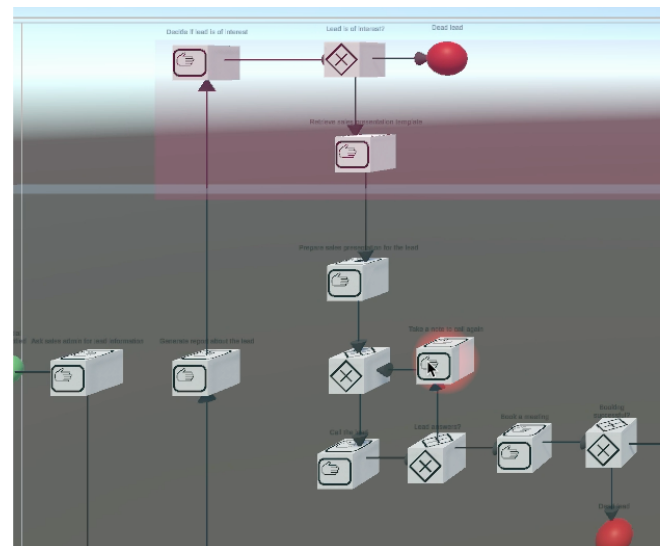 Decide if lead is of interest
Lead is of interest?
Dead lead
Retrieve sales presentation template
Prepare sales presentation for the lead
Ask sales admin for lead information
Generate report about the lead
Take a note to call again
Call the lead
Lead answers?
Book a meeting
Dead lead